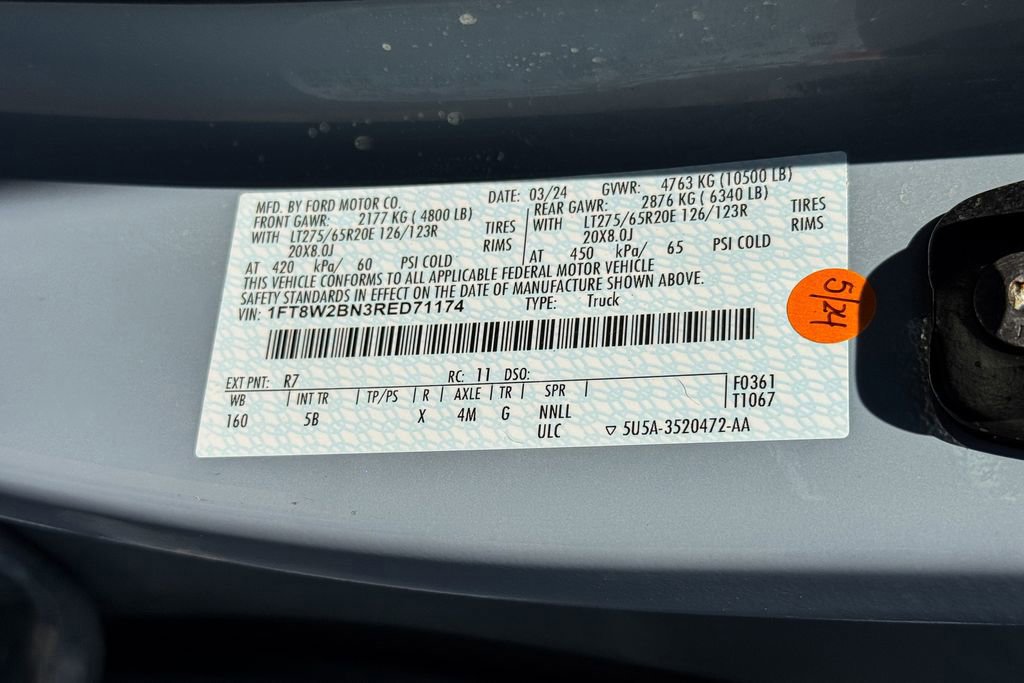 MFD. BY FORD MOTOR CO. DATE: 03/24 GVWR: 4763 KG (10500 LB)
FRONT GAWR: 2177 KG ( 4800 LB) REAR GAWR: 2876 KG ( 6340 LB)
WITH LT275/65R20E 126/123R TIRES WITH LT275/65R20E 126/123R TIRES
20X8.0J RIMS 20X8.0J RIMS
AT 420 kPa/ 60 PSI COLD AT 450 kPa/ 65 PSI COLD
THIS VEHICLE CONFORMS TO ALL APPLICABLE FEDERAL MOTOR VEHICLE
SAFETY STANDARDS IN EFFECT ON THE DATE OF MANUFACTURE SHOWN ABOVE.
VIN: 1FT8W2BN3RED71174 TYPE: Truck
5/24
EXT PNT: R7 RC: 11 DSO:
WB | INT TR | TP/PS | R | AXLE | TR | SPR | F0361
160 5B X 4M G NNLL T1067
ULC ▽ 5U5A-3520472-AA